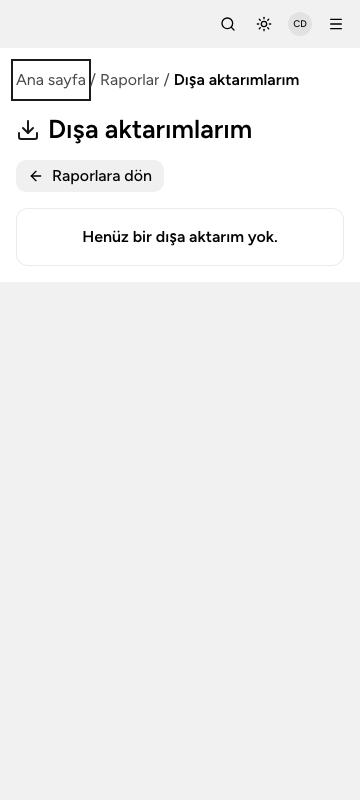 CD
Ana sayfa / Raporlar / Dışa aktarımlarım
Dışa aktarımlarım
Raporlara dön
Henüz bir dışa aktarım yok.